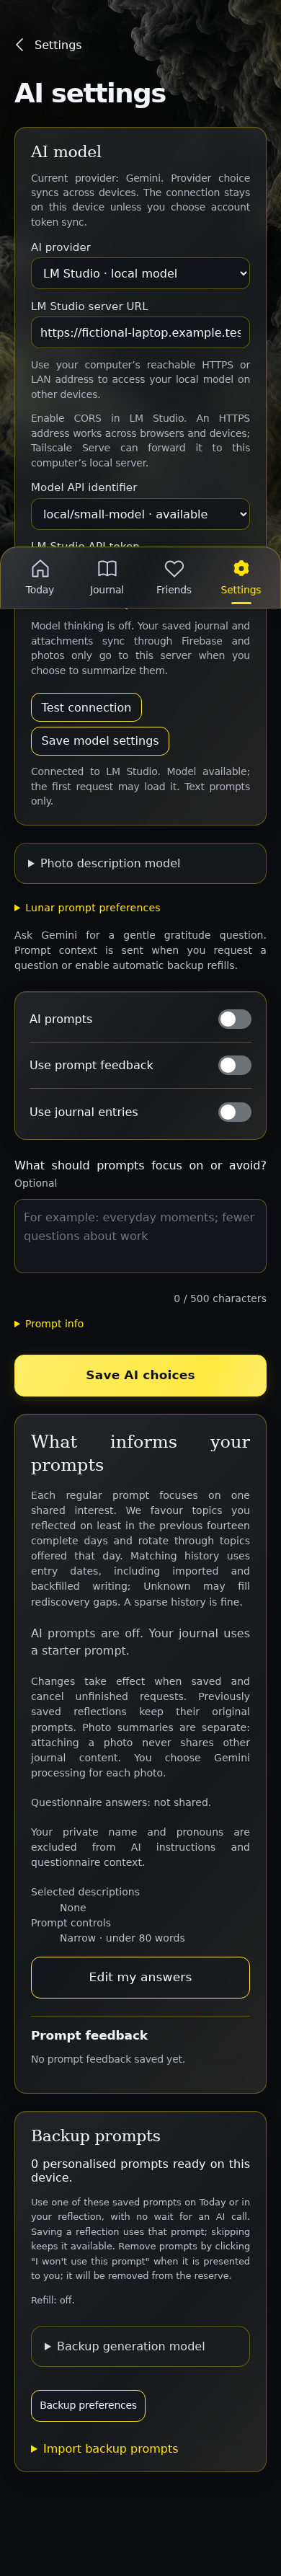 Settings
AI settings
AI model
Current provider: Gemini. Provider choice
syncs across devices. The connection stays
on this device unless you choose account
token sync.
AI provider
LM Studio · local model
LM Studio server URL
https://fictional-laptop.example.tes
Use your computer's reachable HTTPS or
LAN address to access your local model on
other devices.
Enable CORS in LM Studio. An HTTPS
address works across browsers and devices;
Tailscale Serve can forward it to this
computer's local server.
Model API identifier
local/small-model · available
LM Studio API token
Today
Journal
Friends
Settings
Model thinking is off. Your saved journal and
attachments sync through Firebase and
photos only go to this server when you
choose to summarize them.
Test connection
Save model settings
Connected to LM Studio. Model available;
the first request may load it. Text prompts
only.
Photo description model
Lunar prompt preferences
Ask Gemini for a gentle gratitude question.
Prompt context is sent when you request a
question or enable automatic backup refills.
AI prompts
Use prompt feedback
Use journal entries
What should prompts focus on or avoid?
Optional
For example: everyday moments; fewer
questions about work
0 / 500 characters
Prompt info
Save AI choices
What informs your
prompts
Each regular prompt focuses on one
shared interest. We favour topics you
reflected on least in the previous fourteen
complete days and rotate through topics
offered that day. Matching history uses
entry dates, including imported and
backfilled writing; Unknown may fill
rediscovery gaps. A sparse history is fine.
AI prompts are off. Your journal uses
a starter prompt.
Changes take effect when saved and
cancel unfinished requests. Previously
saved reflections keep their original
prompts. Photo summaries are separate:
attaching a photo never shares other
journal content. You choose Gemini
processing for each photo.
Questionnaire answers: not shared.
Your private name and pronouns are
excluded from AI instructions and
questionnaire context.
Selected descriptions
None
Prompt controls
Narrow · under 80 words
Edit my answers
Prompt feedback
No prompt feedback saved yet.
Backup prompts
0 personalised prompts ready on this
device.
Use one of these saved prompts on Today or in
your reflection, with no wait for an AI call.
Saving a reflection uses that prompt; skipping
keeps it available. Remove prompts by clicking
"I won't use this prompt" when it is presented
to you; it will be removed from the reserve.
Refill: off.
Backup generation model
Backup preferences
Import backup prompts